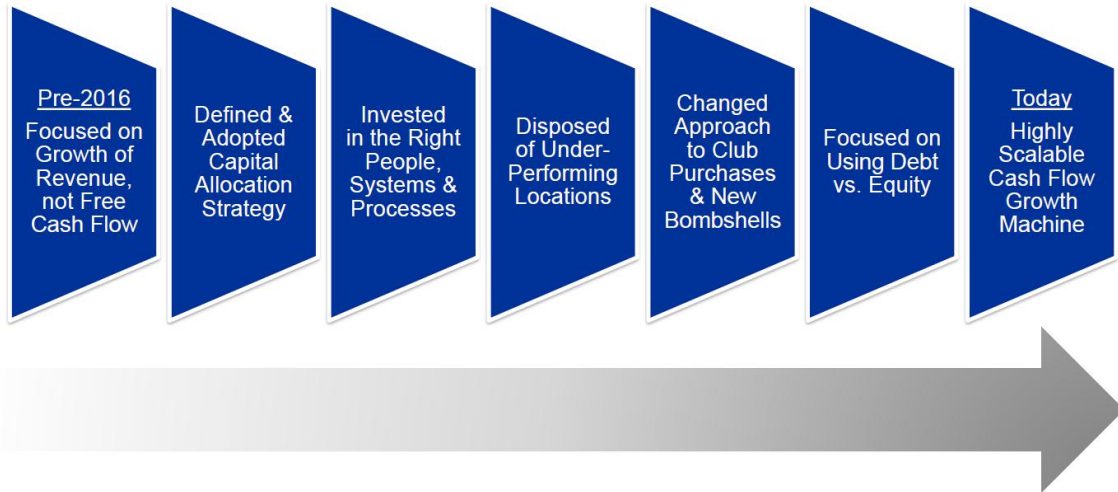 Pre-2016
Focused on
Growth of
Revenue,
not Free
Cash Flow
Defined &
Adopted
Capital
Allocation
Strategy
Invested
in the Right
People,
Systems &
Processes
Disposed
of Under-
Performing
Locations
Changed
Approach
to Club
Purchases
& New
Bombshells
Focused on
Using Debt
vs. Equity
Today
Highly
Scalable
Cash Flow
Growth
Machine